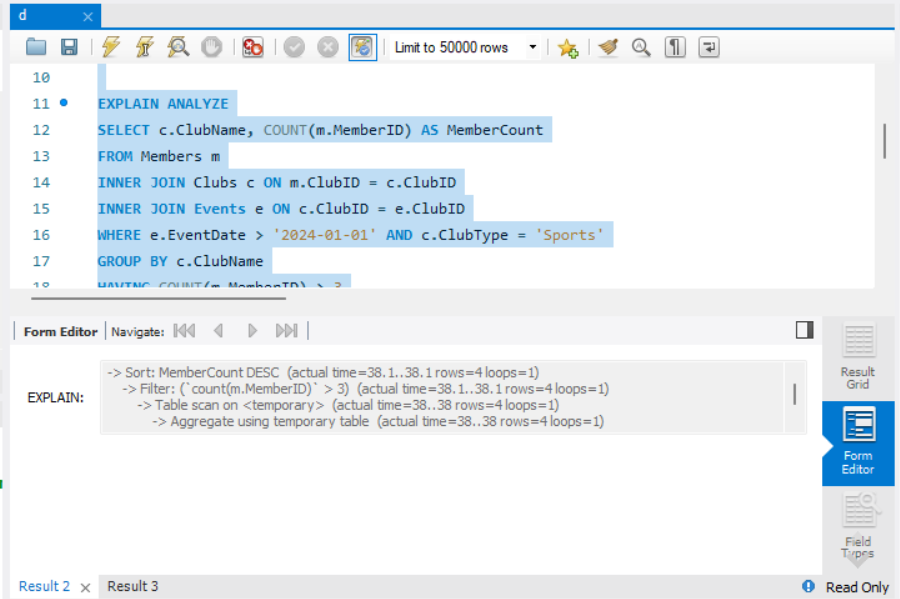 d
Limit to 50000 rows
10
11 EXPLAIN ANALYZE
12 SELECT c.ClubName, COUNT(m.MemberID) AS MemberCount
13 FROM Members m
14 INNER JOIN Clubs c ON m.ClubID = c.ClubID
15 INNER JOIN Events e ON c.ClubID = e.ClubID
16 WHERE e.EventDate > '2024-01-01' AND c.ClubType = 'Sports'
17 GROUP BY c.ClubName
18 HAVING COUNT(m.MemberID) > 3
Form Editor Navigate:
EXPLAIN:
-> Sort: MemberCount DESC (actual time=38.1..38.1 rows=4 loops=1)
-> Filter: (`count(m.MemberID)` > 3) (actual time=38.1..38.1 rows=4 loops=1)
-> Table scan on <temporary> (actual time=38..38 rows=4 loops=1)
-> Aggregate using temporary table (actual time=38..38 rows=4 loops=1)
Result
Grid
Form
Editor
Field
Types
Result 2 Result 3 Read Only